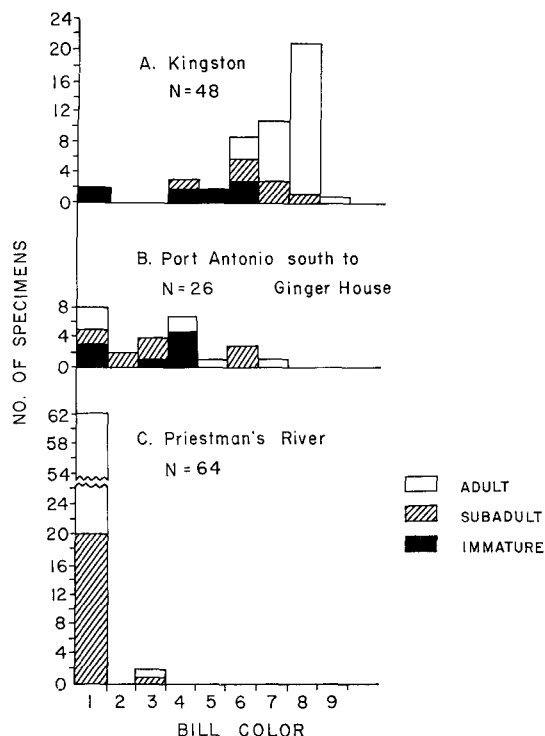 24
20
16
12
8
4
0
A. Kingston
N=48
NO. OF SPECIMENS
B. Port Antonio south to
N=26 Ginger House
8
4
0
C. Priestman's River
N=64
62
58
54
24
20
16
12
8
4
0
ADULT
SUBADULT
IMMATURE
1 2 3 4 5 6 7 8 9
BILL COLOR